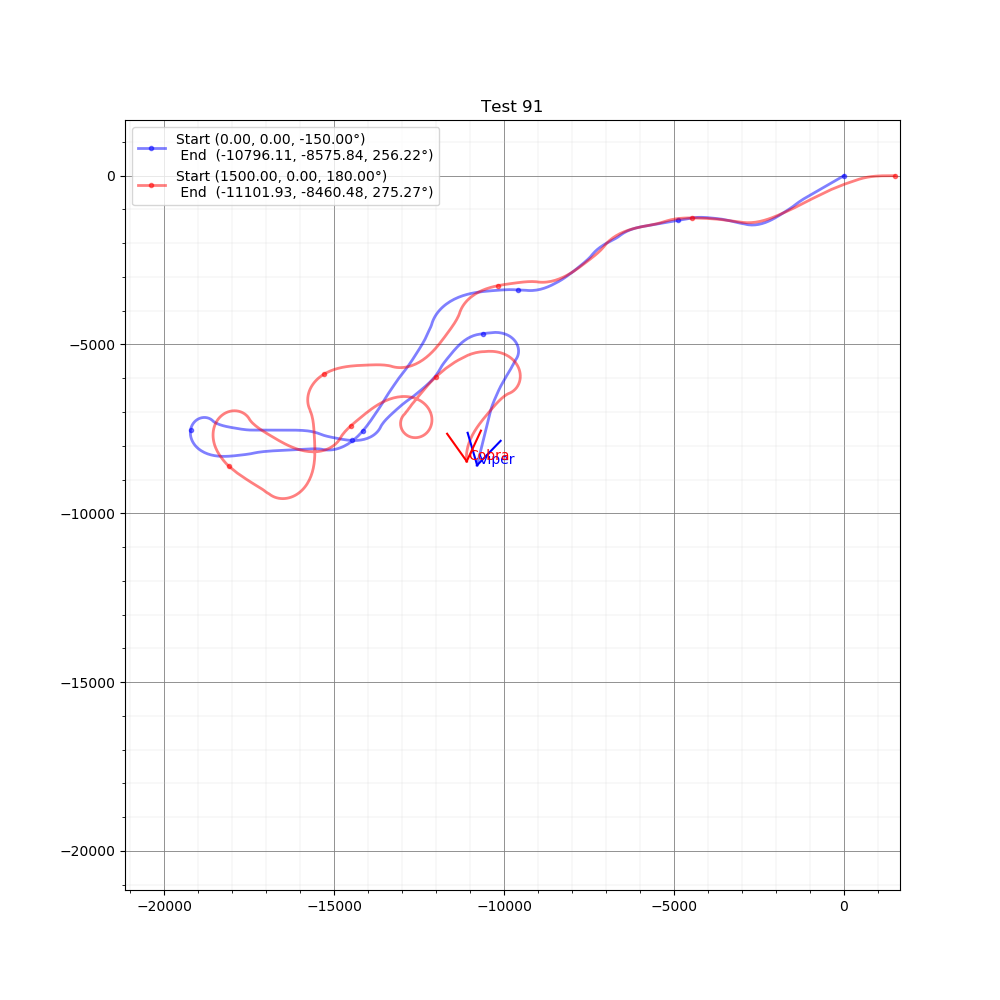 Test 91
Start (0.00, 0.00, -150.00°)
End (-10796.11, -8575.84, 256.22°)
Start (1500.00, 0.00, 180.00°)
End (-11101.93, -8460.48, 275.27°)
0
−5000
−10000
−15000
−20000
Cobra
Viper
−20000 −15000 −10000 −5000 0